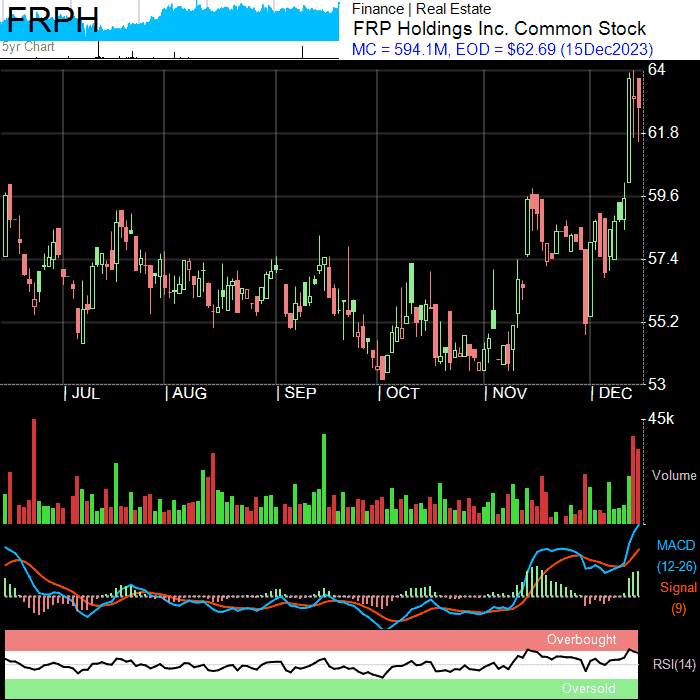 FRPH
5yr Chart
Finance | Real Estate
FRP Holdings Inc. Common Stock
MC = 594.1M, EOD = $62.69 (15Dec2023)
64
61.8
59.6
57.4
55.2
53
| JUL | AUG | SEP | OCT | NOV | DEC
45k
Volume
MACD
(12-26)
Signal
(9)
Overbought
RSI(14)
Oversold